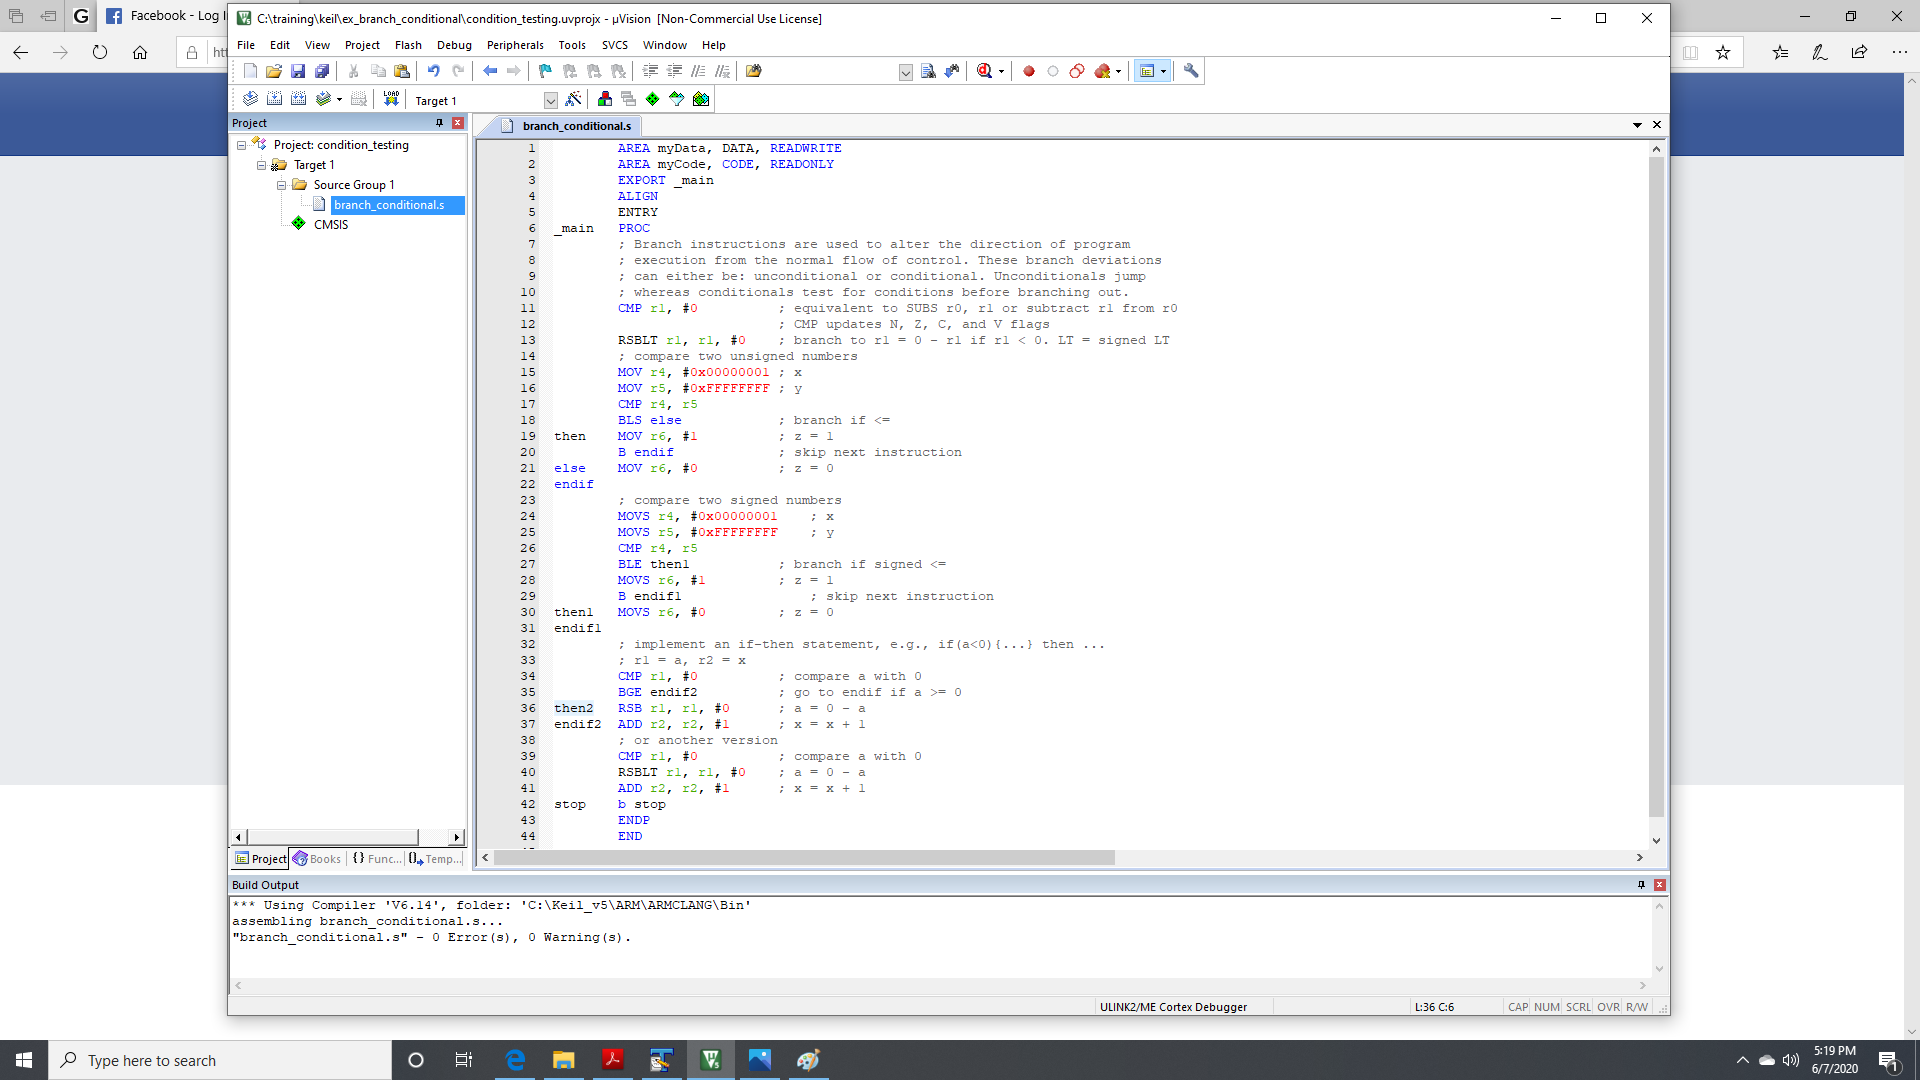 Facebook - Log I
htt
C:\training\keil\ex_branch_conditional\condition_testing.uvprojx - µVision  [Non-Commercial Use License]
File Edit View Project Flash Debug Peripherals Tools SVCS Window Help
LOAD
Target 1
Project
Project: condition_testing
Target 1
Source Group 1
branch_conditional.s
CMSIS
Project Books {} Func... Temp...
branch_conditional.s
1 AREA myData, DATA, READWRITE
2 AREA myCode, CODE, READONLY
3 EXPORT _main
4 ALIGN
5 ENTRY
6 _main PROC
7 ; Branch instructions are used to alter the direction of program
8 ; execution from the normal flow of control. These branch deviations
9 ; can either be: unconditional or conditional. Unconditionals jump
10 ; whereas conditionals test for conditions before branching out.
11 CMP r1, #0 ; equivalent to SUBS r0, r1 or subtract r1 from r0
12 ; CMP updates N, Z, C, and V flags
13 RSBLT r1, r1, #0 ; branch to r1 = 0 - r1 if r1 < 0. LT = signed LT
14 ; compare two unsigned numbers
15 MOV r4, #0x00000001 ; x
16 MOV r5, #0xFFFFFFFF ; y
17 CMP r4, r5
18 BLS else ; branch if <=
19 then MOV r6, #1 ; z = 1
20 B endif ; skip next instruction
21 else MOV r6, #0 ; z = 0
22 endif
23 ; compare two signed numbers
24 MOVS r4, #0x00000001 ; x
25 MOVS r5, #0xFFFFFFFF ; y
26 CMP r4, r5
27 BLE then1 ; branch if signed <=
28 MOVS r6, #1 ; z = 1
29 B endif1 ; skip next instruction
30 then1 MOVS r6, #0 ; z = 0
31 endif1
32 ; implement an if-then statement, e.g., if(a<0){...} then ...
33 ; r1 = a, r2 = x
34 CMP r1, #0 ; compare a with 0
35 BGE endif2 ; go to endif if a >= 0
36 then2 RSB r1, r1, #0 ; a = 0 - a
37 endif2 ADD r2, r2, #1 ; x = x + 1
38 ; or another version
39 CMP r1, #0 ; compare a with 0
40 RSBLT r1, r1, #0 ; a = 0 - a
41 ADD r2, r2, #1 ; x = x + 1
42 stop b stop
43 ENDP
44 END
Build Output
*** Using Compiler 'V6.14', folder: 'C:\Keil_v5\ARM\ARMCLANG\Bin'
assembling branch_conditional.s...
"branch_conditional.s" - 0 Error(s), 0 Warning(s).
ULINK2/ME Cortex Debugger L:36 C:6 CAP NUM SCRL OVR R/W
Type here to search
5:19 PM
6/7/2020
1